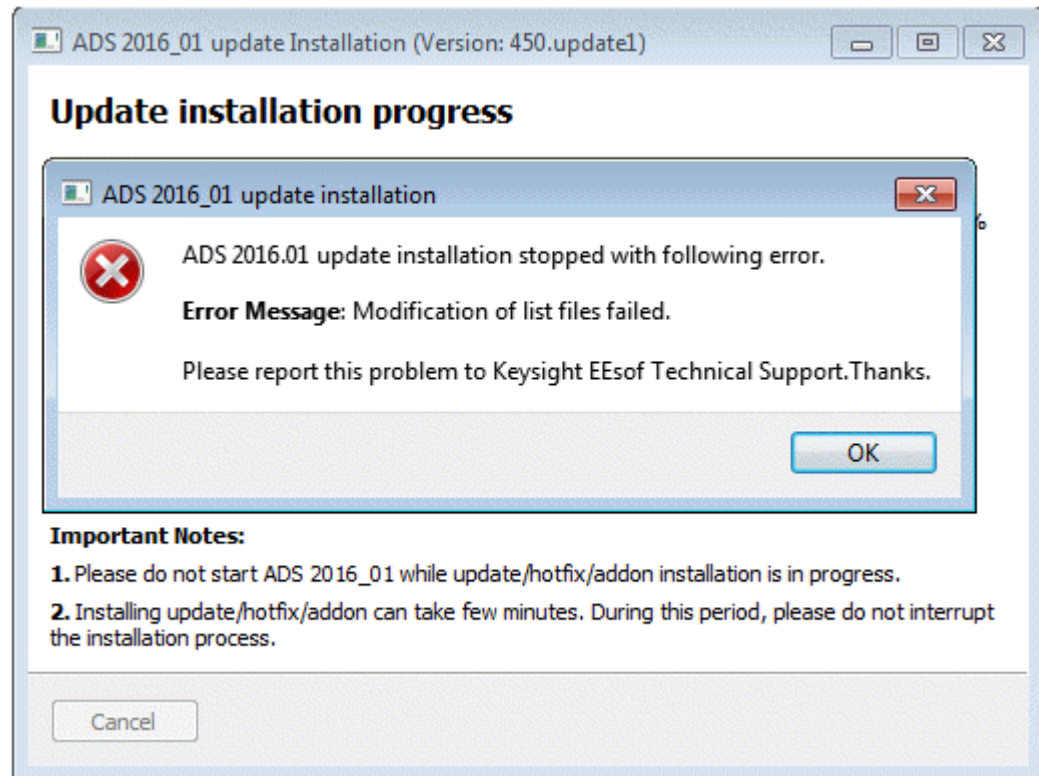 ADS 2016_01 update Installation (Version: 450.update1)
Update installation progress
ADS 2016_01 update installation
%
ADS 2016.01 update installation stopped with following error.
Error Message: Modification of list files failed.
Please report this problem to Keysight EEsof Technical Support.Thanks.
OK
Important Notes:
1. Please do not start ADS 2016_01 while update/hotfix/addon installation is in progress.
2. Installing update/hotfix/addon can take few minutes. During this period, please do not interrupt
the installation process.
Cancel